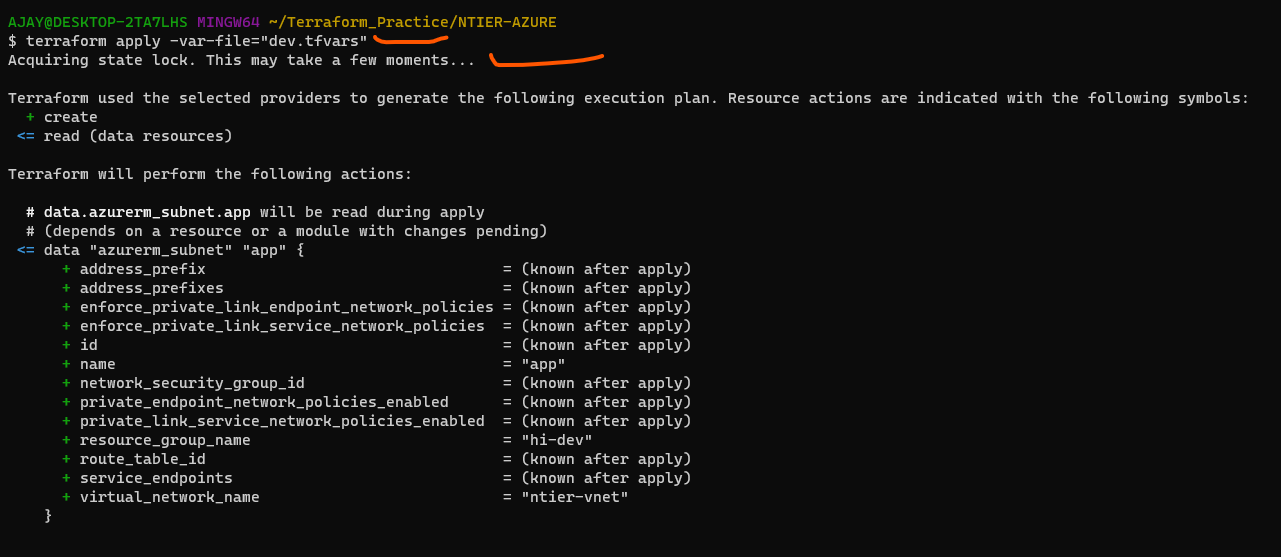 AJAY@DESKTOP-2TA7LHS MINGW64 ~/Terraform_Practice/NTIER-AZURE
$ terraform apply -var-file="dev.tfvars"
Acquiring state lock. This may take a few moments...
Terraform used the selected providers to generate the following execution plan. Resource actions are indicated with the following symbols:
+ create
<= read (data resources)
Terraform will perform the following actions:
# data.azurerm_subnet.app will be read during apply
# (depends on a resource or a module with changes pending)
<= data "azurerm_subnet" "app" {
+ address_prefix = (known after apply)
+ address_prefixes = (known after apply)
+ enforce_private_link_endpoint_network_policies = (known after apply)
+ enforce_private_link_service_network_policies = (known after apply)
+ id = (known after apply)
+ name = "app"
+ network_security_group_id = (known after apply)
+ private_endpoint_network_policies_enabled = (known after apply)
+ private_link_service_network_policies_enabled = (known after apply)
+ resource_group_name = "hi-dev"
+ route_table_id = (known after apply)
+ service_endpoints = (known after apply)
+ virtual_network_name = "ntier-vnet"
}